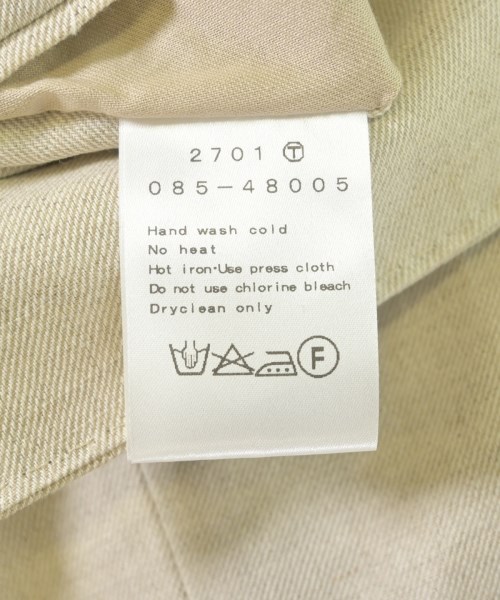 2701 Ⓣ
085-48005
Hand wash cold
No heat
Hot iron･Use press cloth
Do not use chlorine bleach
Dryclean only
F